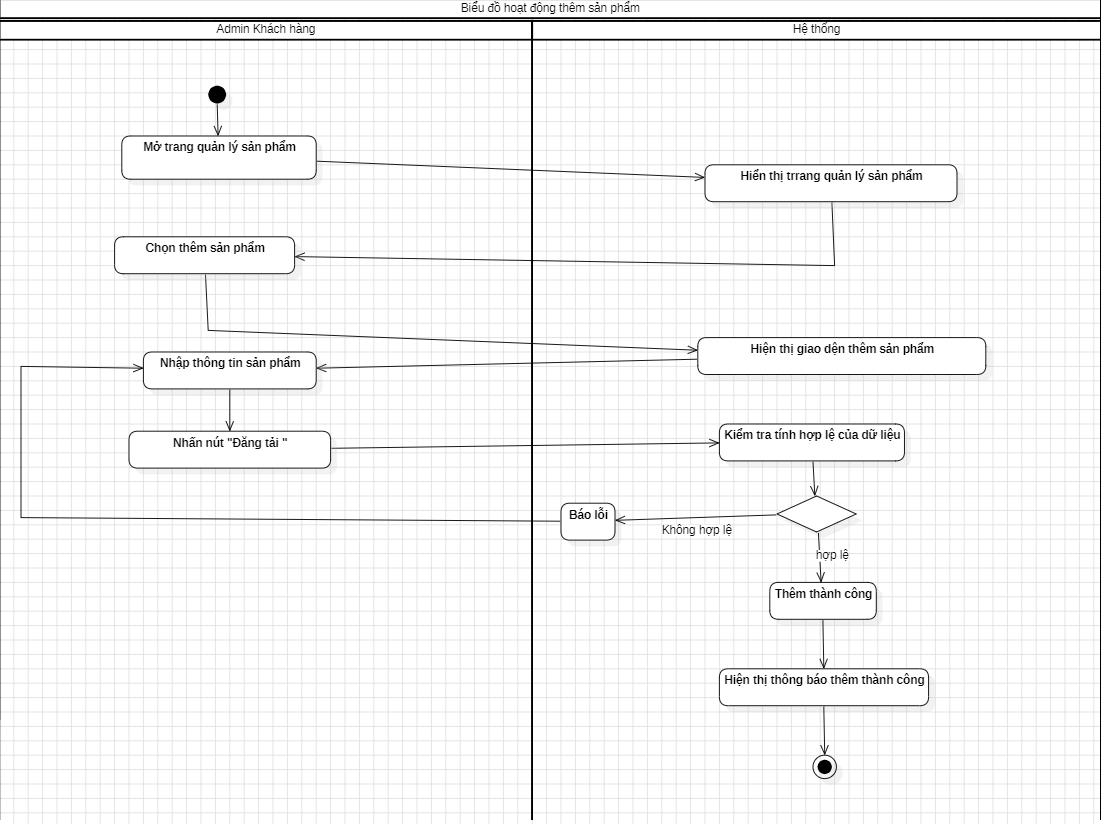 Biểu đồ hoạt động thêm sản phẩm
Admin Khách hàng
Hệ thống
Mở trang quản lý sản phẩm
Hiển thị trrang quản lý sản phẩm
Chọn thêm sản phẩm
Hiện thị giao dện thêm sản phẩm
Nhập thông tin sản phẩm
Nhấn nút "Đăng tải "
Kiểm tra tính hợp lệ của dữ liệu
Báo lỗi
Không hợp lệ
hợp lệ
Thêm thành công
Hiện thị thông báo thêm thành công